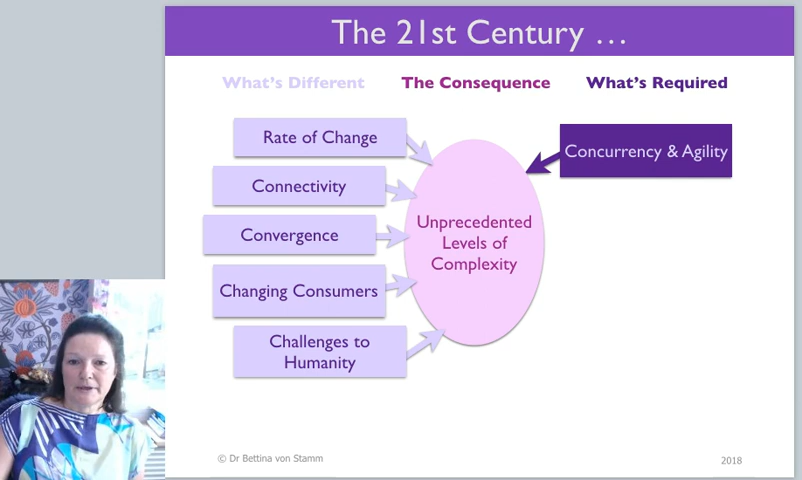 The 21st Century …
What's Different
The Consequence
What's Required
Rate of Change
Connectivity
Convergence
Changing Consumers
Challenges to
Humanity
Unprecedented
Levels of
Complexity
Concurrency & Agility
© Dr Bettina von Stamm
2018